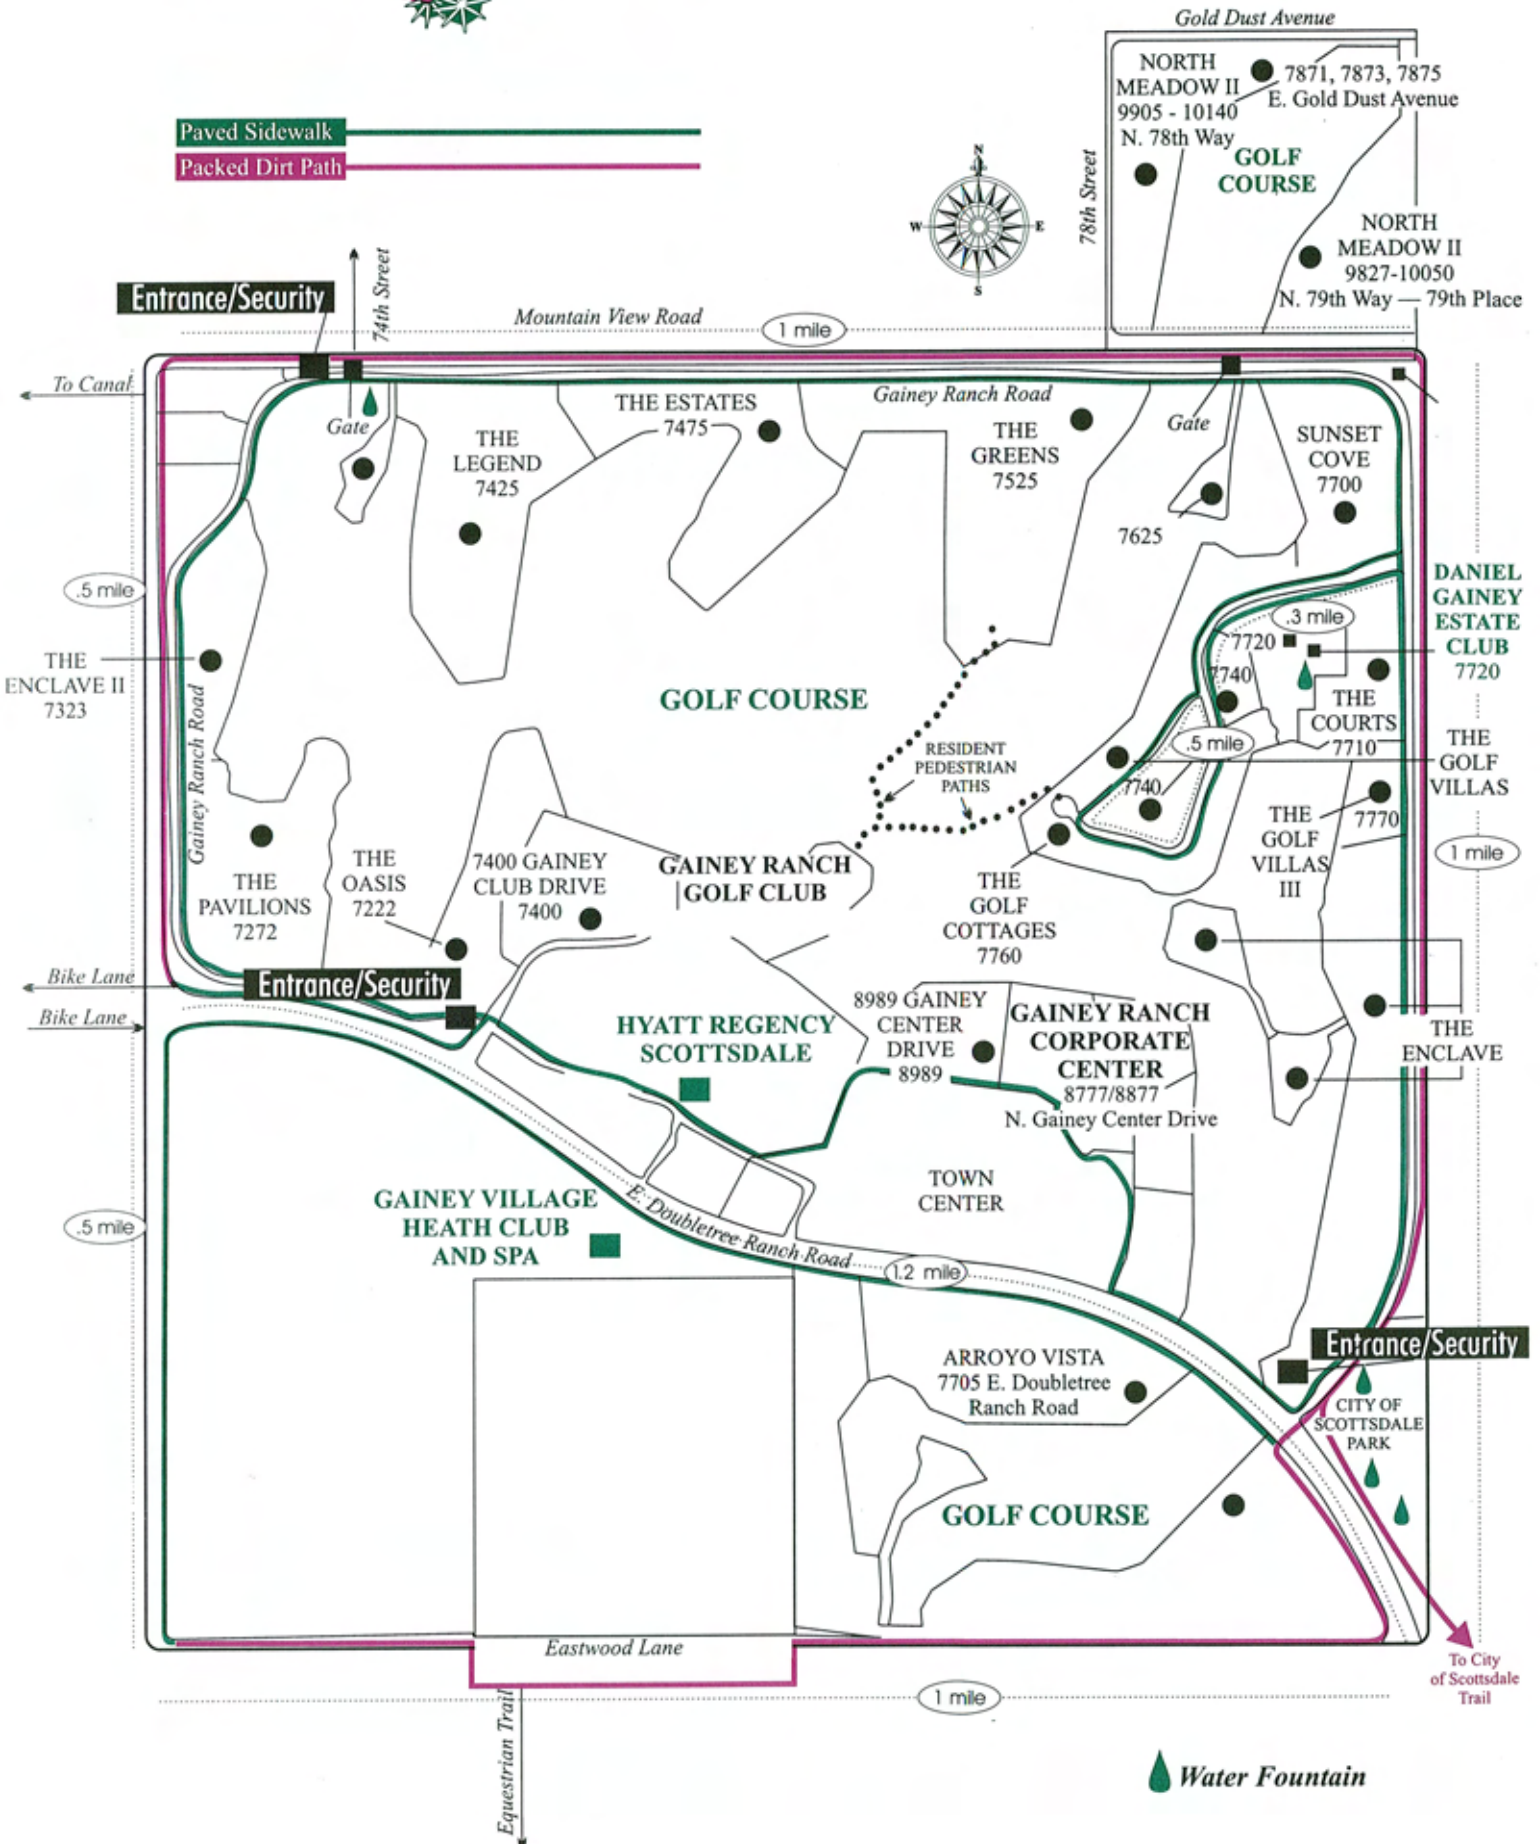 Gold Dust Avenue
NORTH
MEADOW II
9905 - 10140
N. 78th Way
7871, 7873, 7875
E. Gold Dust Avenue
Paved Sidewalk
Packed Dirt Path
GOLF
COURSE
78th Street
N
W
E
S
NORTH
MEADOW II
9827-10050
N. 79th Way — 79th Place
Entrance/Security
74th Street
Mountain View Road
1 mile
To Canal
Gate
THE
LEGEND
7425
THE ESTATES
7475
Gainey Ranch Road
THE
GREENS
7525
Gate
SUNSET
COVE
7700
7625
.5 mile
DANIEL
GAINEY
ESTATE
CLUB
7720
.3 mile
7720
7740
THE
ENCLAVE II
7323
Gainey Ranch Road
GOLF COURSE
THE
COURTS
7710
.5 mile
THE
GOLF
VILLAS
RESIDENT
PEDESTRIAN
PATHS
7740
7770
THE
GOLF
VILLAS
III
1 mile
THE
PAVILIONS
7272
THE
OASIS
7222
7400 GAINEY
CLUB DRIVE
7400
GAINEY RANCH
GOLF CLUB
THE
GOLF
COTTAGES
7760
Bike Lane
Entrance/Security
Bike Lane
HYATT REGENCY
SCOTTSDALE
8989 GAINEY
CENTER
DRIVE
8989
GAINEY RANCH
CORPORATE
CENTER
8777/8877
N. Gainey Center Drive
THE
ENCLAVE
TOWN
CENTER
GAINEY VILLAGE
HEATH CLUB
AND SPA
.5 mile
E. Doubletree Ranch Road
1.2 mile
Entrance/Security
ARROYO VISTA
7705 E. Doubletree
Ranch Road
CITY OF
SCOTTSDALE
PARK
GOLF COURSE
Eastwood Lane
To City
of Scottsdale
Trail
1 mile
Equestrian Trail
Water Fountain